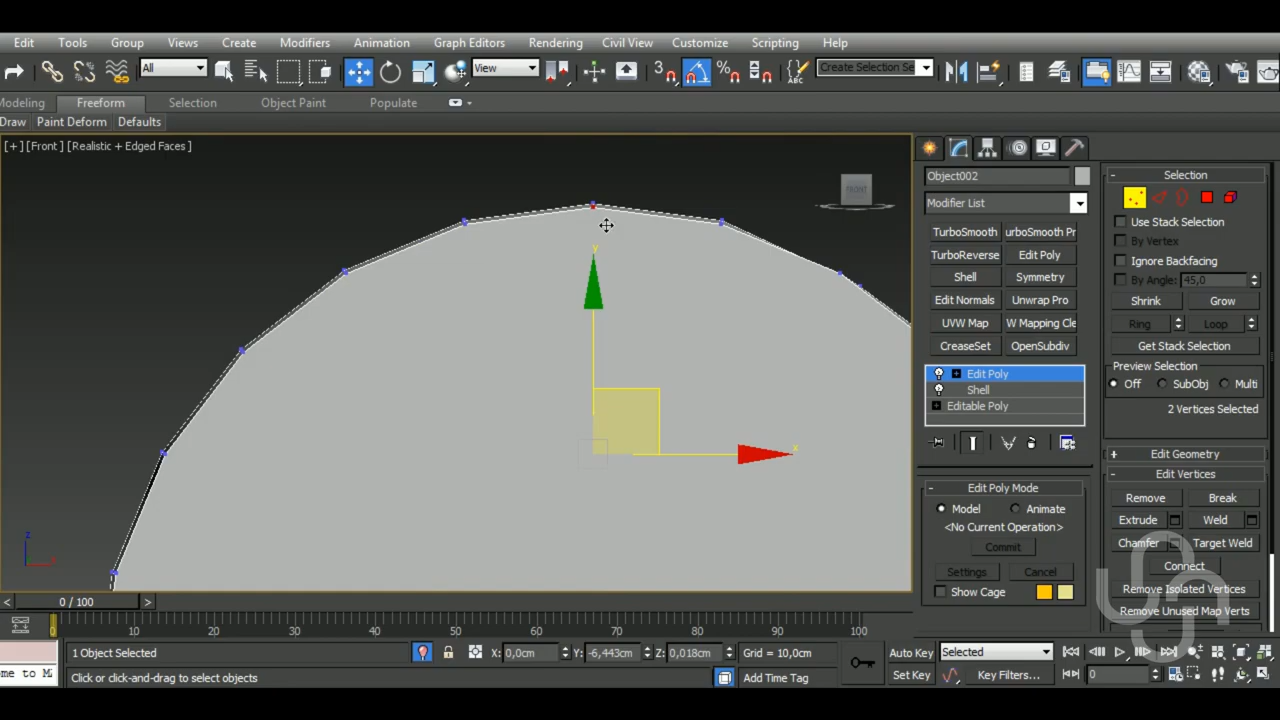 Edit Tools Group Views Create Modifiers Animation Graph Editors Rendering Civil View Customize Scripting Help
All View 3 ABC Create Selection Se
Modeling Freeform Selection Object Paint Populate
Draw Paint Deform Defaults
[+] [Front] [Realistic + Edged Faces]
FRONT
y
x
z
Object002
Modifier List
TurboSmooth urboSmooth Pr
TurboReverse Edit Poly
Shell Symmetry
Edit Normals Unwrap Pro
UVW Map W Mapping Cle
CreaseSet OpenSubdiv
Edit Poly
Shell
Editable Poly
- Edit Poly Mode
Model Animate
<No Current Operation>
Commit
Settings Cancel
Show Cage
- Selection
Use Stack Selection
By Vertex
Ignore Backfacing
By Angle: 45,0
Shrink Grow
Ring Loop
Get Stack Selection
Preview Selection
Off SubObj Multi
2 Vertices Selected
+ Edit Geometry
- Edit Vertices
Remove Break
Extrude Weld
Chamfer Target Weld
Connect
Remove Isolated Vertices
Remove Unused Map Verts
< 0 / 100 >
0 10 20 30 40 50 60 70 80 90 100
1 Object Selected X: 0,0cm Y: -6,443cm Z: 0,018cm Grid = 10,0cm Auto Key Selected
ome to M Click or click-and-drag to select objects Add Time Tag Set Key Key Filters... 0